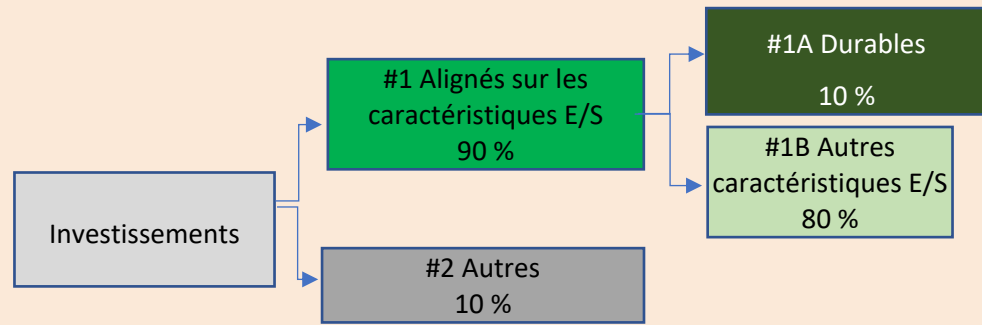 Investissements
#1 Alignés sur les
caractéristiques E/S
90 %
#2 Autres
10 %
#1A Durables
10 %
#1B Autres
caractéristiques E/S
80 %